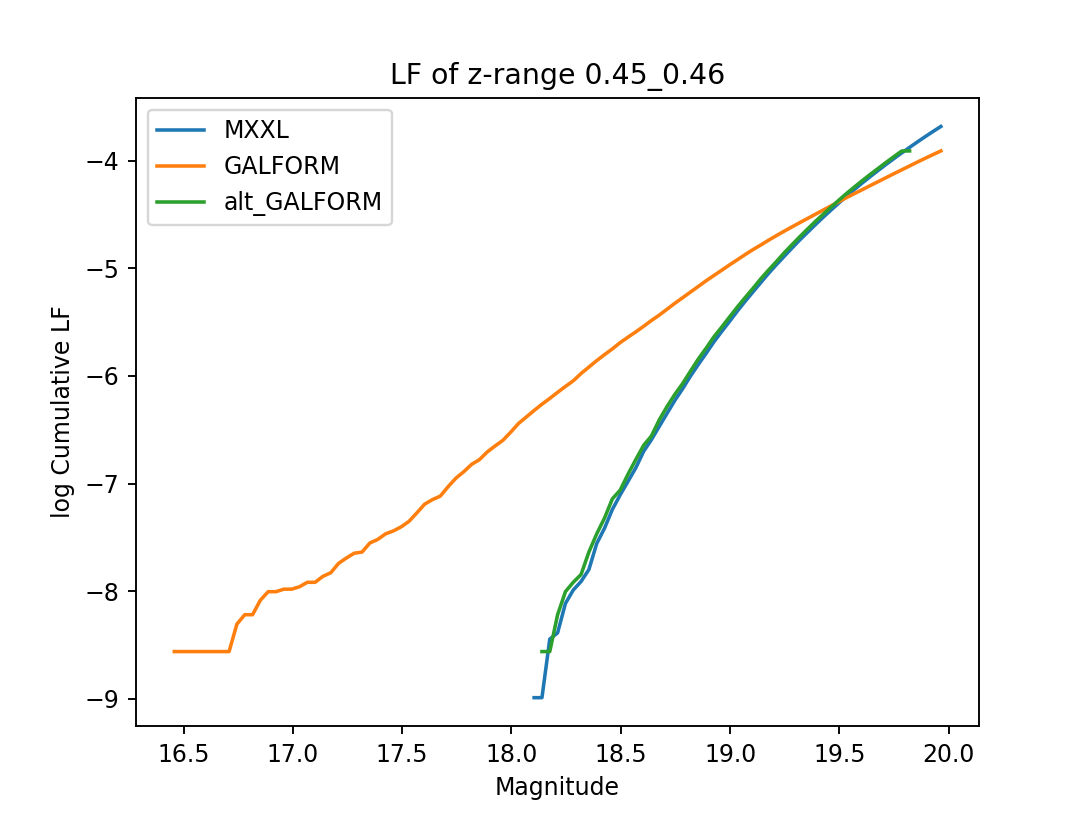 LF of z-range 0.45_0.46
MXXL
GALFORM
alt_GALFORM
−4
−5
−6
−7
−8
−9
log Cumulative LF
16.5 17.0 17.5 18.0 18.5 19.0 19.5 20.0
Magnitude